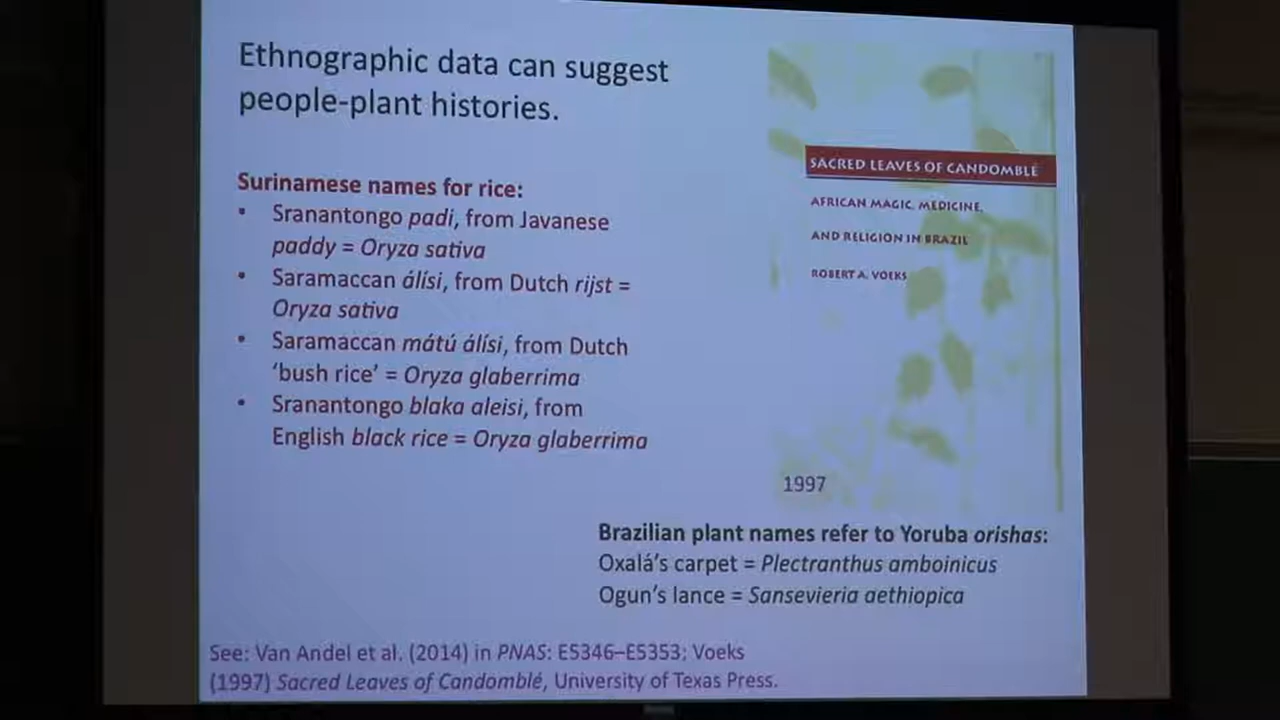 Ethnographic data can suggest
people-plant histories.
Surinamese names for rice:
• Sranantongo padi, from Javanese
paddy = Oryza sativa
• Saramaccan álísi, from Dutch rijst =
Oryza sativa
• Saramaccan mátú álísi, from Dutch
‘bush rice’ = Oryza glaberrima
• Sranantongo blaka aleisi, from
English black rice = Oryza glaberrima
SACRED LEAVES OF CANDOMBLÉ
AFRICAN MAGIC, MEDICINE,
AND RELIGION IN BRAZIL
ROBERT A. VOEKS
1997
Brazilian plant names refer to Yoruba orishas:
Oxalá’s carpet = Plectranthus amboinicus
Ogun’s lance = Sansevieria aethiopica
See: Van Andel et al. (2014) in PNAS: E5346–E5353; Voeks
(1997) Sacred Leaves of Candomblé, University of Texas Press.